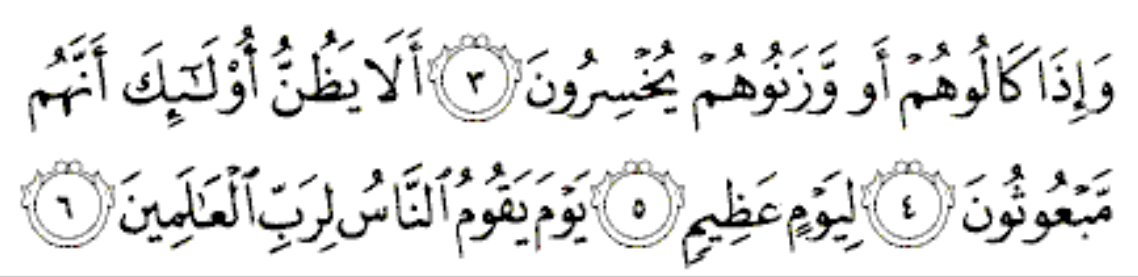 وَإِذَا كَالُوهُمْ أَو وَّزَنُوهُمْ يُخْسِرُونَ ٣ أَلَا يَظُنُّ أُوْلَـٰٓئِكَ أَنَّهُم
مَّبْعُوثُونَ ٤ لِيَوْمٍ عَظِيمٍ ٥ يَوْمَ يَقُومُ ٱلنَّاسُ لِرَبِّ ٱلْعَـٰلَمِينَ ٦